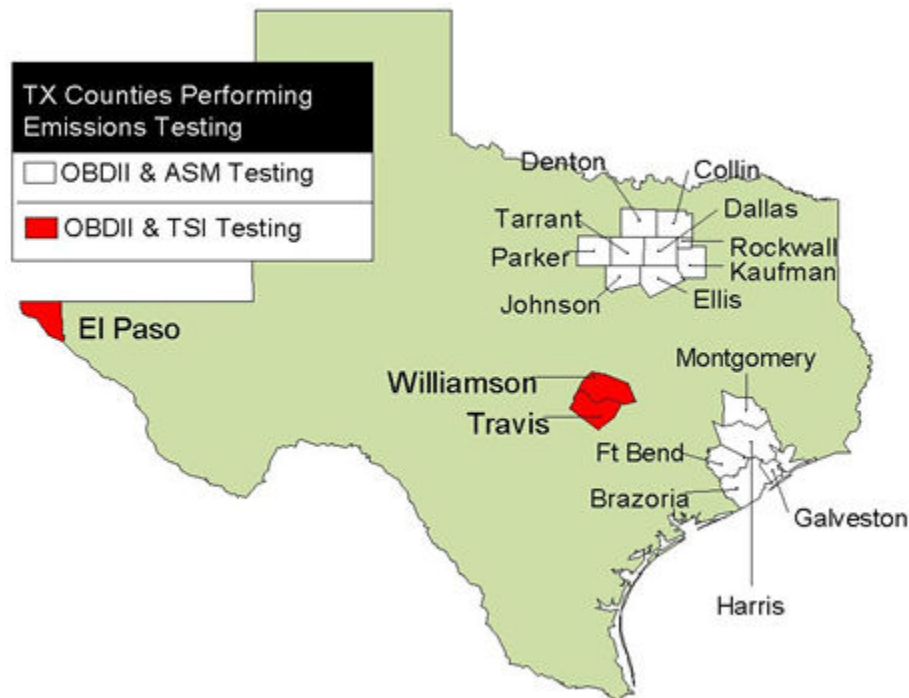 TX Counties Performing
Emissions Testing
OBDII & ASM Testing
OBDII & TSI Testing
Denton
Collin
Tarrant
Dallas
Parker
Rockwall
Kaufman
Johnson
Ellis
El Paso
Montgomery
Williamson
Travis
Ft Bend
Brazoria
Galveston
Harris